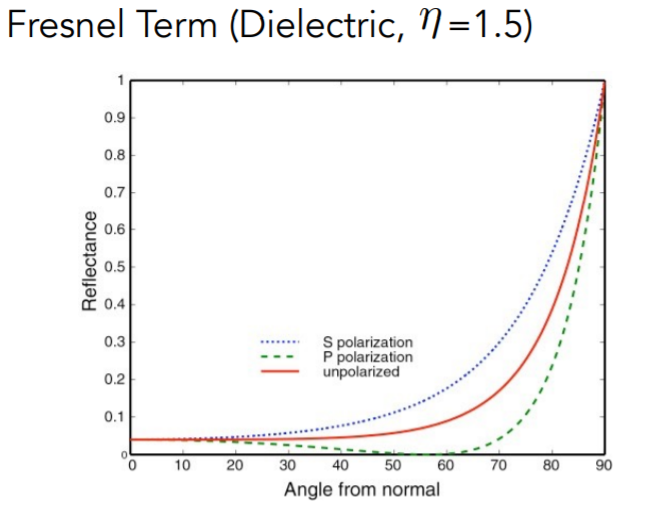 Fresnel Term (Dielectric, η=1.5)
1
0.9
0.8
0.7
0.6
0.5
0.4
0.3
0.2
0.1
0
Reflectance
S polarization
P polarization
unpolarized
0 10 20 30 40 50 60 70 80 90
Angle from normal